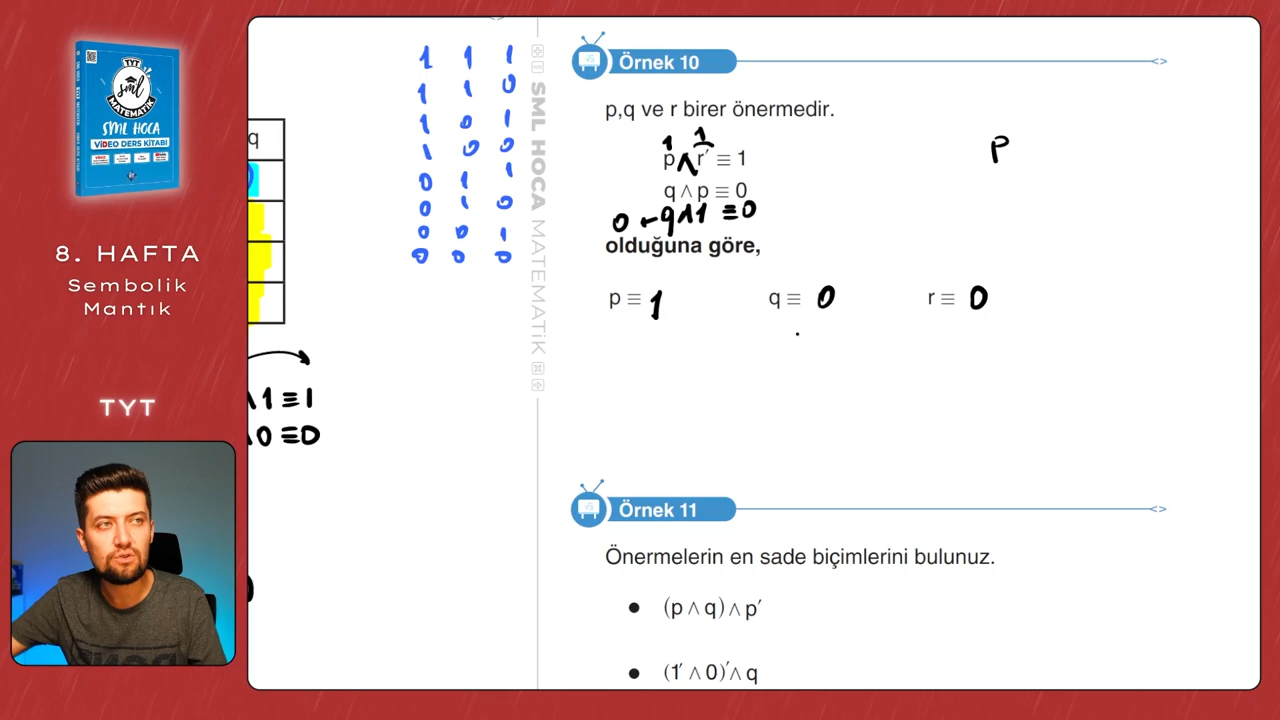 TYT
sml
MATEMATİK
SML HOCA
VİDEO DERS KİTABI
8. HAFTA
Sembolik
Mantık
TYT
q
∧1≡1
∧0≡0
1 1 1
1 1 0
1 0 1
1 0 0
0 1 1
0 1 0
0 0 1
0 0 0
SML HOCA MATEMATİK
Örnek 10
p,q ve r birer önermedir.
1 1
p ∧ r′ ≡ 1
q ∧ p ≡ 0
0 ← q∧1 ≡0
olduğuna göre,
p ≡ 1 q ≡ 0 r ≡ 0
P
Örnek 11
Önermelerin en sade biçimlerini bulunuz.
● (p ∧ q) ∧ p′
● (1′ ∧ 0)′ ∧ q